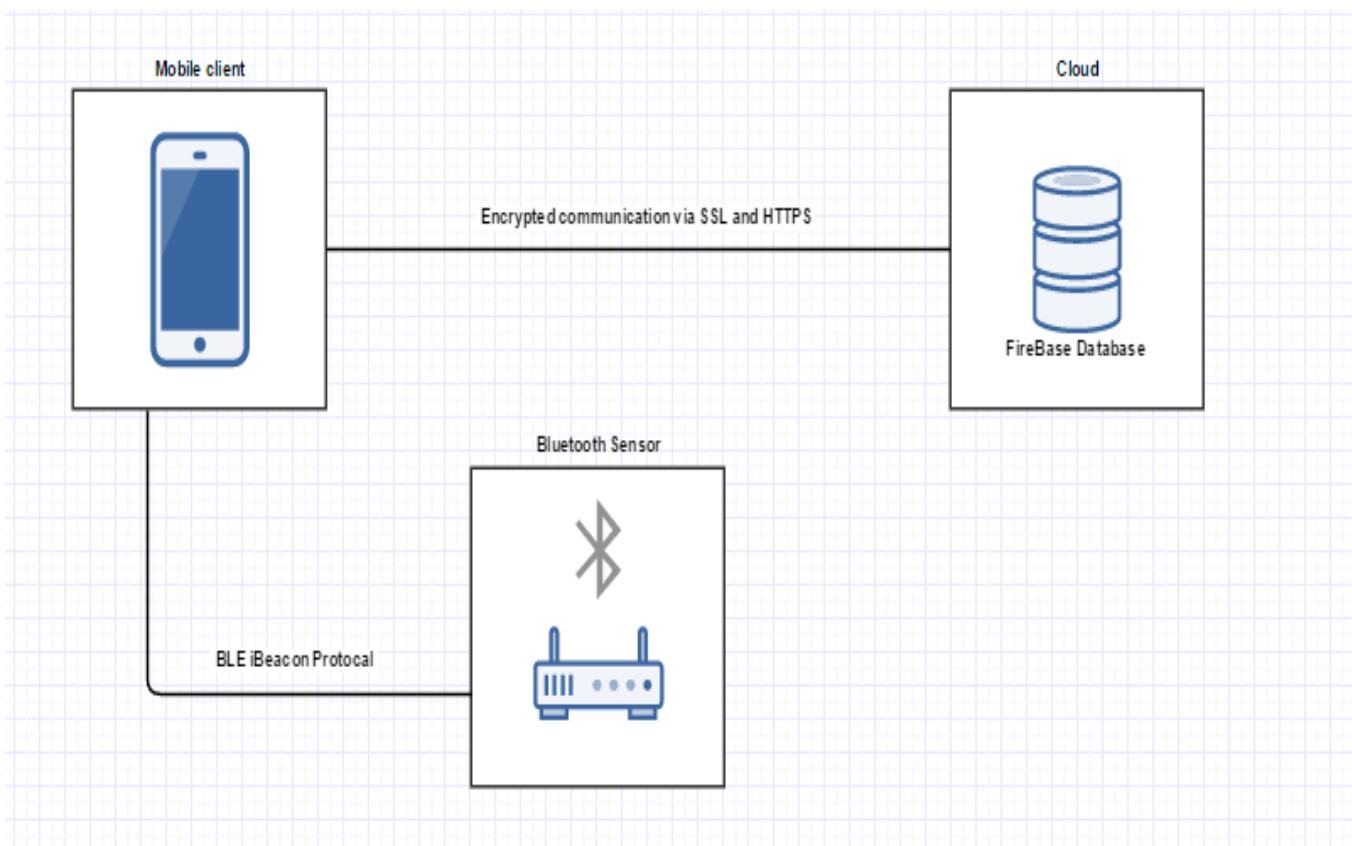 Mobile client
Cloud
Encrypted communication via SSL and HTTPS
FireBase Database
Bluetooth Sensor
BLE iBeacon Protocal